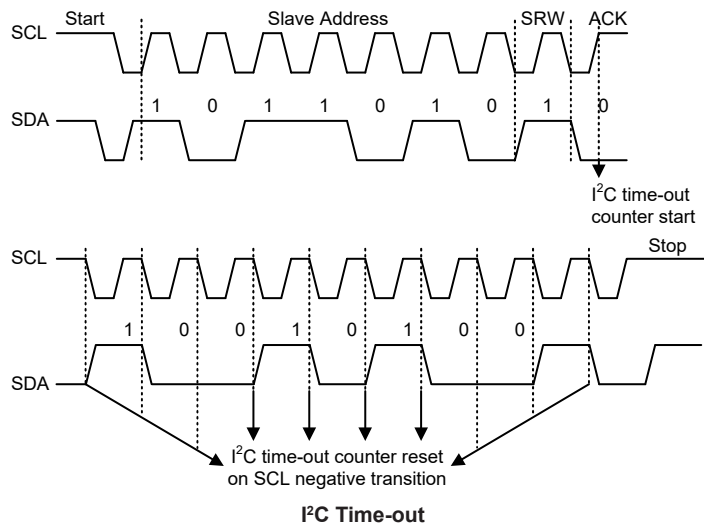 Start Slave Address SRW ACK
SCL
1 0 1 1 0 1 0 1 0
SDA
I²C time-out
counter start
Stop
SCL
1 0 0 1 0 1 0 0
SDA
I²C time-out counter reset
on SCL negative transition
I²C Time-out